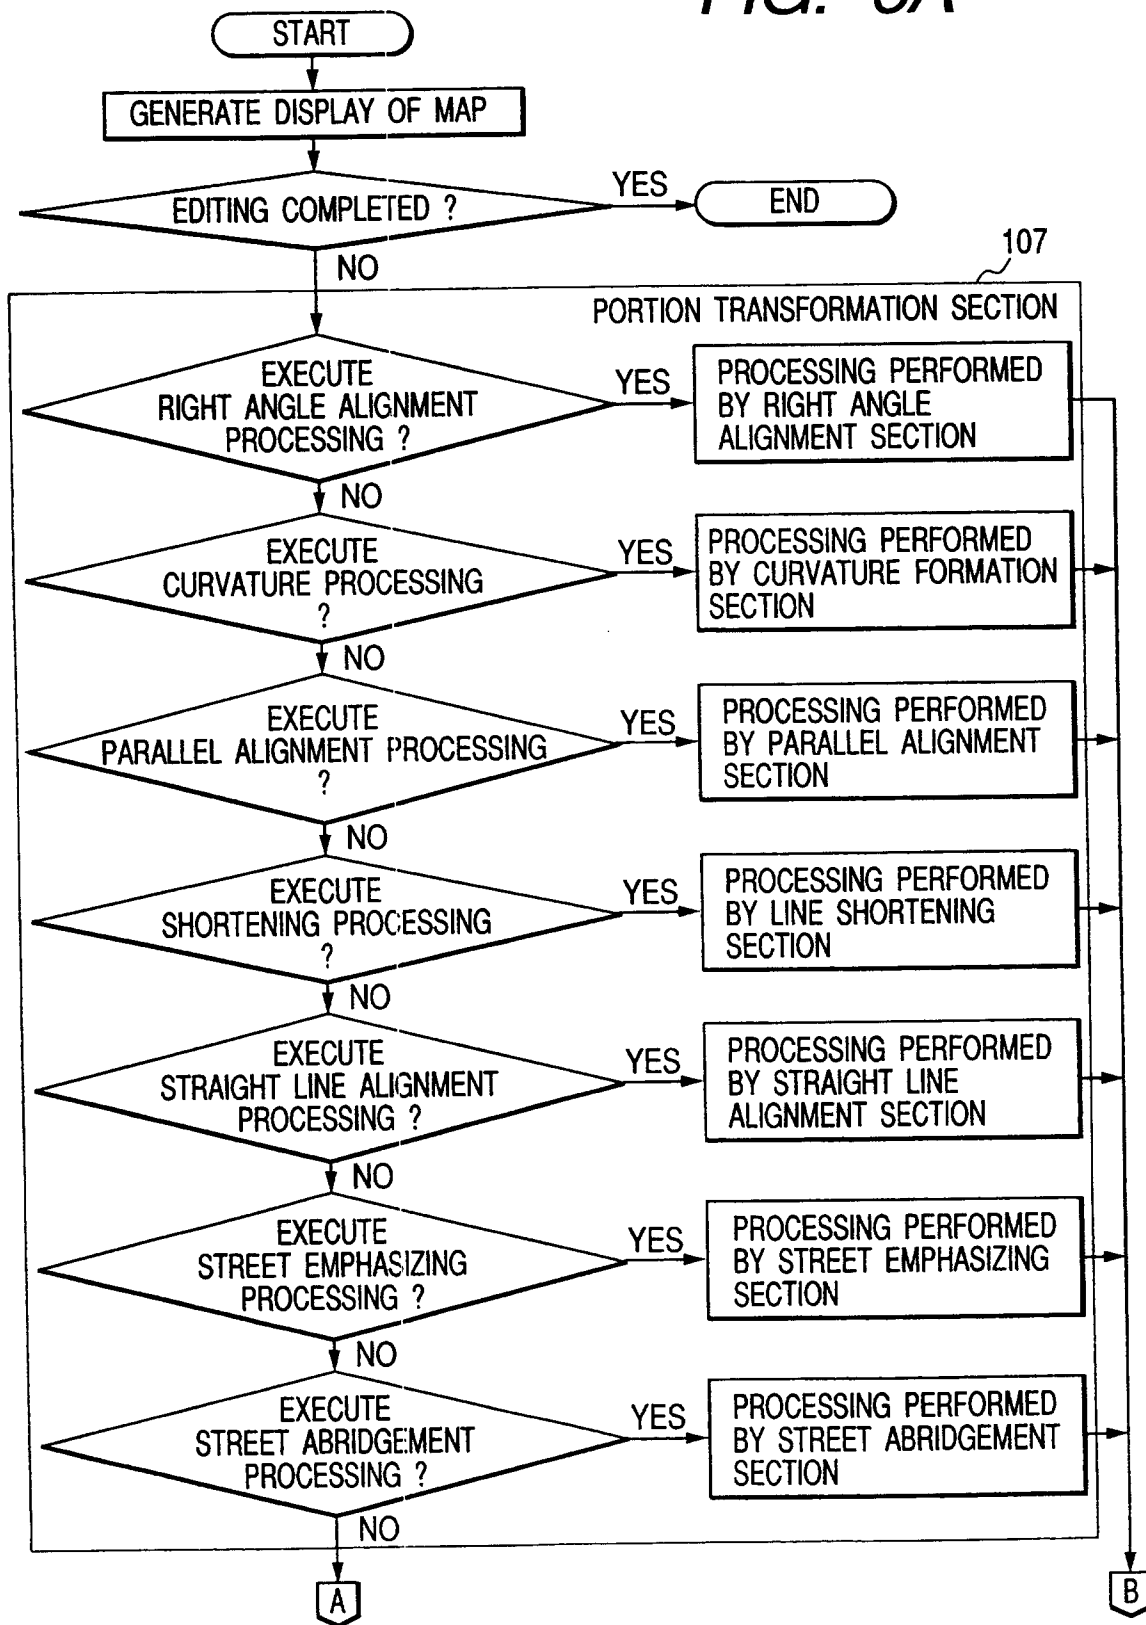 START
GENERATE DISPLAY OF MAP
EDITING COMPLETED ?
YES
END
NO
107
PORTION TRANSFORMATION SECTION
EXECUTE
RIGHT ANGLE ALIGNMENT
PROCESSING ?
YES
PROCESSING PERFORMED
BY RIGHT ANGLE
ALIGNMENT SECTION
NO
EXECUTE
CURVATURE PROCESSING
?
YES
PROCESSING PERFORMED
BY CURVATURE FORMATION
SECTION
NO
EXECUTE
PARALLEL ALIGNMENT PROCESSING
?
YES
PROCESSING PERFORMED
BY PARALLEL ALIGNMENT
SECTION
NO
EXECUTE
SHORTENING PROCESSING
?
YES
PROCESSING PERFORMED
BY LINE SHORTENING
SECTION
NO
EXECUTE
STRAIGHT LINE ALIGNMENT
PROCESSING ?
YES
PROCESSING PERFORMED
BY STRAIGHT LINE
ALIGNMENT SECTION
NO
EXECUTE
STREET EMPHASIZING
PROCESSING ?
YES
PROCESSING PERFORMED
BY STREET EMPHASIZING
SECTION
NO
EXECUTE
STREET ABRIDGEMENT
PROCESSING ?
YES
PROCESSING PERFORMED
BY STREET ABRIDGEMENT
SECTION
NO
A
B